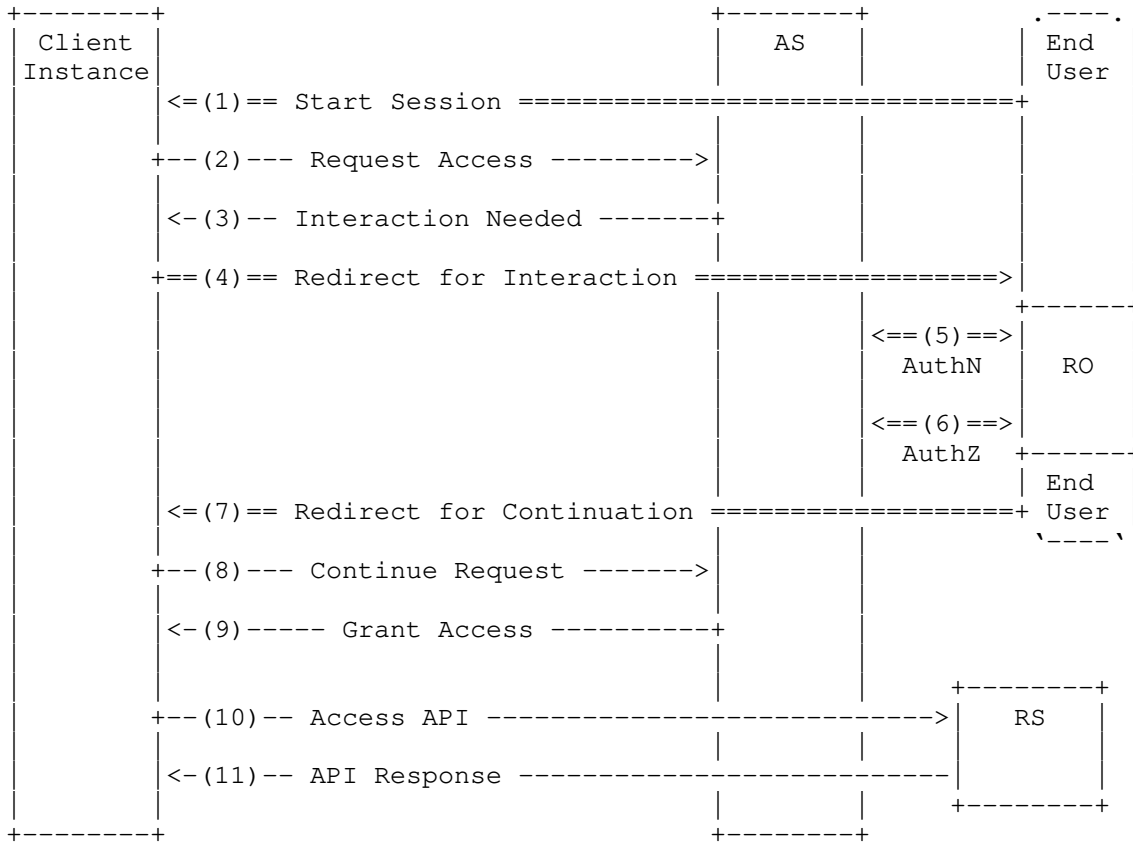 Client AS End
Instance User
<=(1)== Start Session ===============================+
+--(2)--- Request Access --------->
<-(3)-- Interaction Needed -------+
+==(4)== Redirect for Interaction ===================>
<==(5)==>
AuthN RO
<==(6)==>
AuthZ
End
<=(7)== Redirect for Continuation ===================+ User
+--(8)--- Continue Request ------->
<-(9)----- Grant Access ----------+
+--(10)-- Access API ----------------------------> RS
<-(11)-- API Response ---------------------------